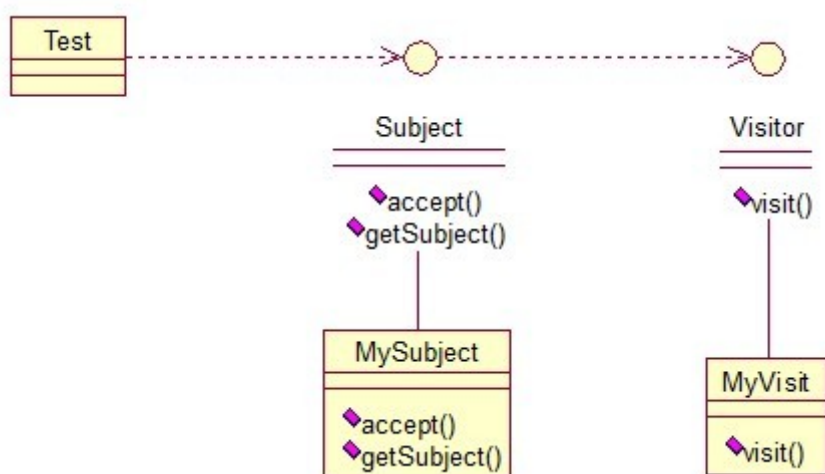 Test
Subject
accept()
getSubject()
Visitor
visit()
MySubject
accept()
getSubject()
MyVisit
visit()